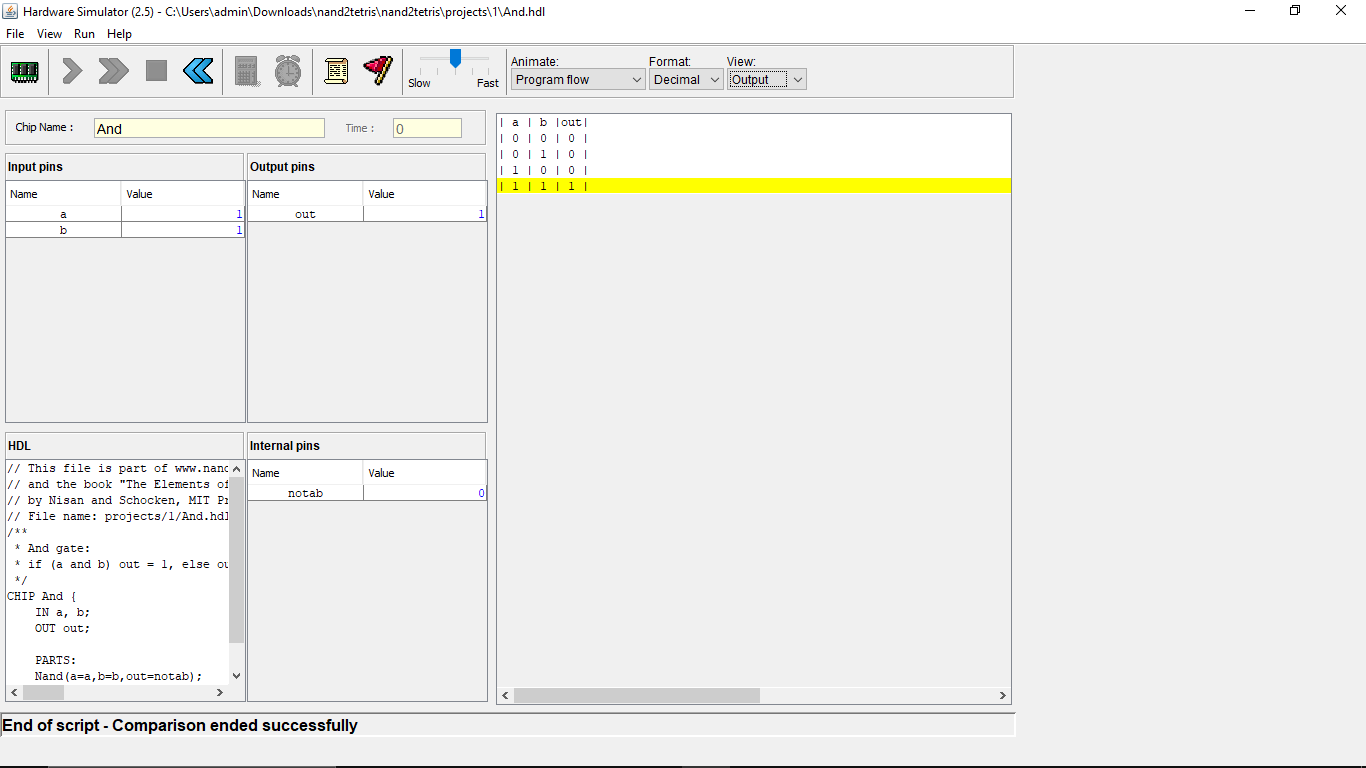 Hardware Simulator (2.5) - C:\Users\admin\Downloads\nand2tetris\nand2tetris\projects\1\And.hdl
File View Run Help
Animate: Format: View:
Slow Fast Program flow Decimal Output
Chip Name : And Time : 0
Input pins
Name Value
a 1
b 1
Output pins
Name Value
out 1
| a | b |out|
| 0 | 0 | 0 |
| 0 | 1 | 0 |
| 1 | 0 | 0 |
| 1 | 1 | 1 |
HDL
// This file is part of www.nand
// and the book "The Elements of
// by Nisan and Schocken, MIT Pr
// File name: projects/1/And.hdl
/**
* And gate:
* if (a and b) out = 1, else ou
*/
CHIP And {
IN a, b;
OUT out;
PARTS:
Nand(a=a,b=b,out=notab);
Internal pins
Name Value
notab 0
End of script - Comparison ended successfully